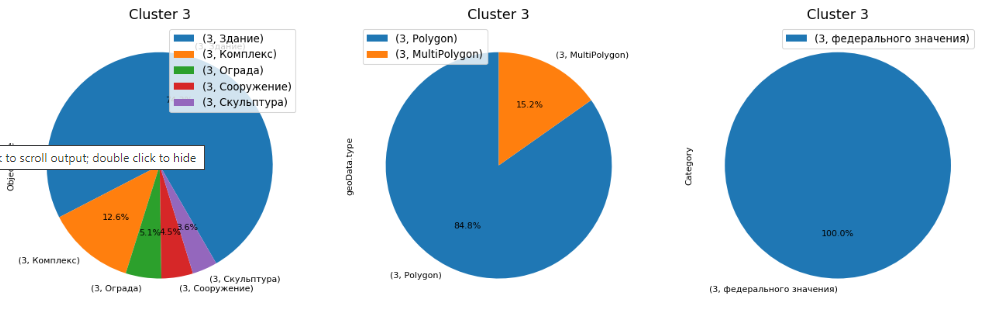 Cluster 3
(3, Здание)
(3, Комплекс)
(3, Ограда)
(3, Сооружение)
(3, Скульптура)
k to scroll output; double click to hide
12.6%
5.1%
4.5%
3.6%
(3, Комплекс)
(3, Ограда)
(3, Сооружение)
(3, Скульптура)
Cluster 3
(3, Polygon)
(3, MultiPolygon)
(3, MultiPolygon)
15.2%
geoData.type
84.8%
(3, Polygon)
Cluster 3
(3, федерального значения)
Category
100.0%
(3, федерального значения)